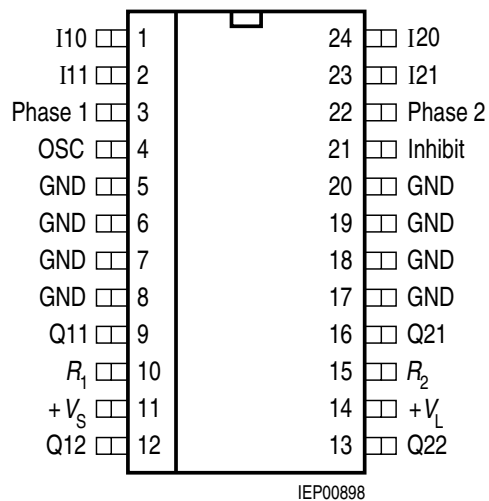 I10 1 24 I20
I11 2 23 I21
Phase 1 3 22 Phase 2
OSC 4 21 Inhibit
GND 5 20 GND
GND 6 19 GND
GND 7 18 GND
GND 8 17 GND
Q11 9 16 Q21
R1 10 15 R2
+VS 11 14 +VL
Q12 12 13 Q22
IEP00898